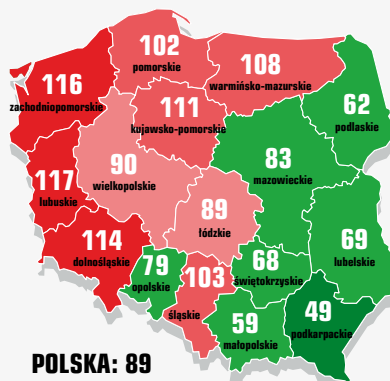 102
pomorskie
116
zachodniopomorskie
108
warmińsko-mazurskie
111
kujawsko-pomorskie
62
podlaskie
90
wielkopolskie
83
mazowieckie
117
lubuskie
89
łódzkie
114
dolnośląskie
79
opolskie
103
śląskie
68
świętokrzyskie
69
lubelskie
59
małopolskie
49
podkarpackie
POLSKA: 89